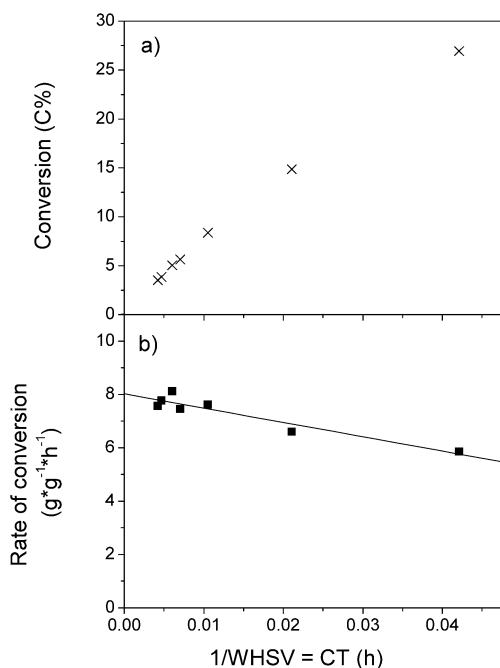 30
a)
25
20
15
10
5
0
Conversion (C%)
10
b)
8
6
4
2
0
Rate of conversion
(g*g⁻¹*h⁻¹)
0.00 0.01 0.02 0.03 0.04
1/WHSV = CT (h)